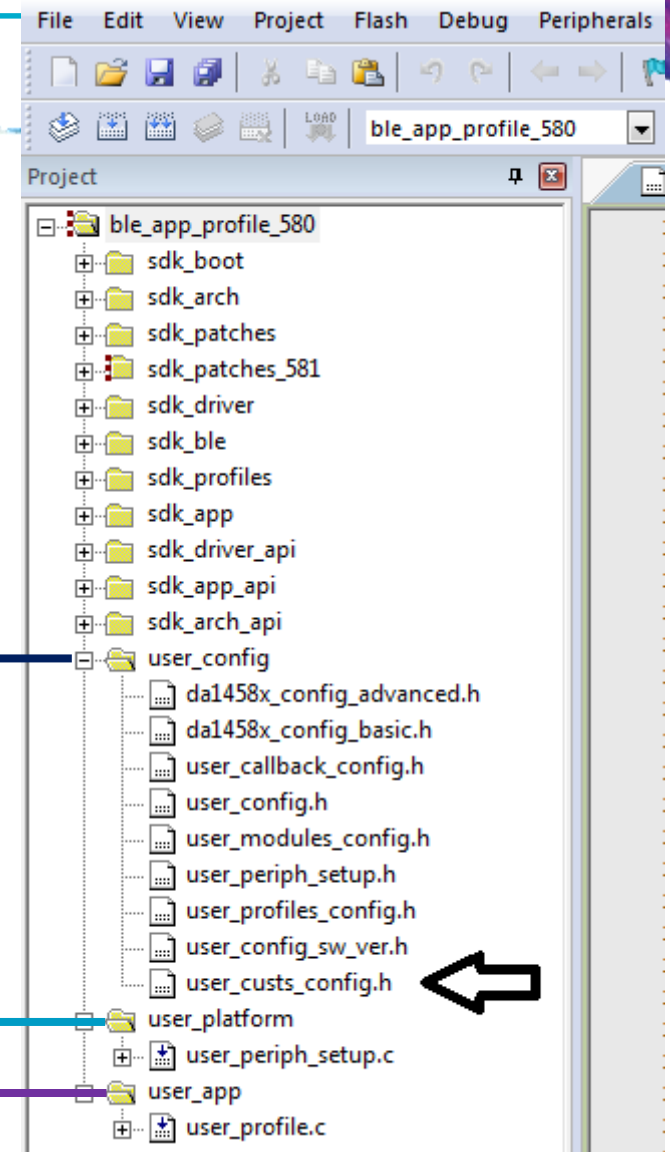 File Edit View Project Flash Debug Peripherals
LOAD ble_app_profile_580
Project
ble_app_profile_580
sdk_boot
sdk_arch
sdk_patches
sdk_patches_581
sdk_driver
sdk_ble
sdk_profiles
sdk_app
sdk_driver_api
sdk_app_api
sdk_arch_api
user_config
da1458x_config_advanced.h
da1458x_config_basic.h
user_callback_config.h
user_config.h
user_modules_config.h
user_periph_setup.h
user_profiles_config.h
user_config_sw_ver.h
user_custs_config.h
user_platform
user_periph_setup.c
user_app
user_profile.c